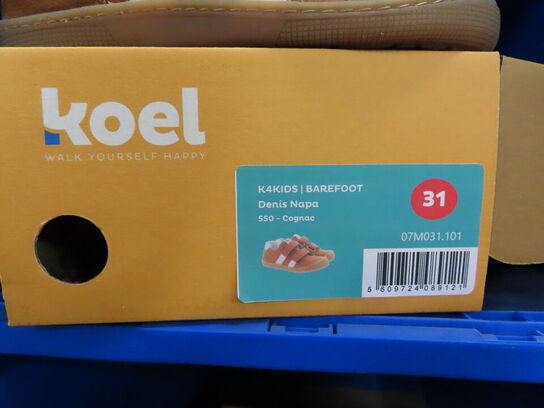 koel
WALK YOURSELF HAPPY
K4KIDS | BAREFOOT
Denis Napa
550 - Cognac
31
07M031.101
5 609724 089121